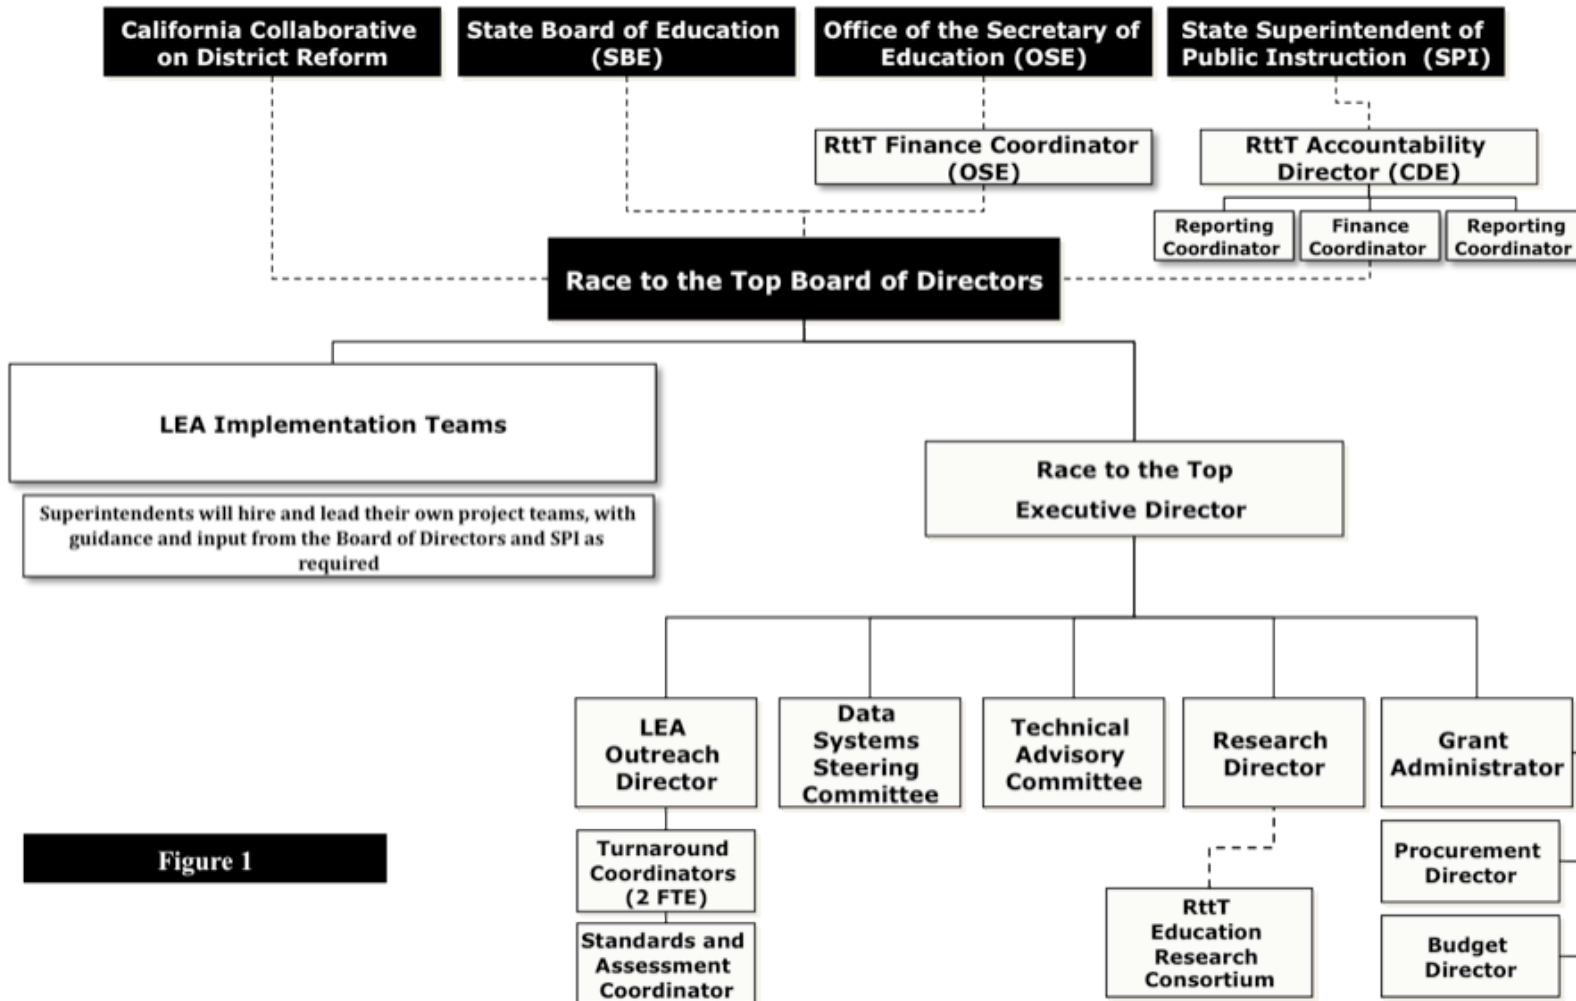 California Collaborative
on District Reform
State Board of Education
(SBE)
Office of the Secretary of
Education (OSE)
State Superintendent of
Public Instruction (SPI)
RttT Finance Coordinator
(OSE)
RttT Accountability
Director (CDE)
Reporting
Coordinator
Finance
Coordinator
Reporting
Coordinator
Race to the Top Board of Directors
LEA Implementation Teams
Superintendents will hire and lead their own project teams, with
guidance and input from the Board of Directors and SPI as
required
Race to the Top
Executive Director
LEA
Outreach
Director
Data
Systems
Steering
Committee
Technical
Advisory
Committee
Research
Director
Grant
Administrator
Turnaround
Coordinators
(2 FTE)
Standards and
Assessment
Coordinator
RttT
Education
Research
Consortium
Procurement
Director
Budget
Director
Figure 1